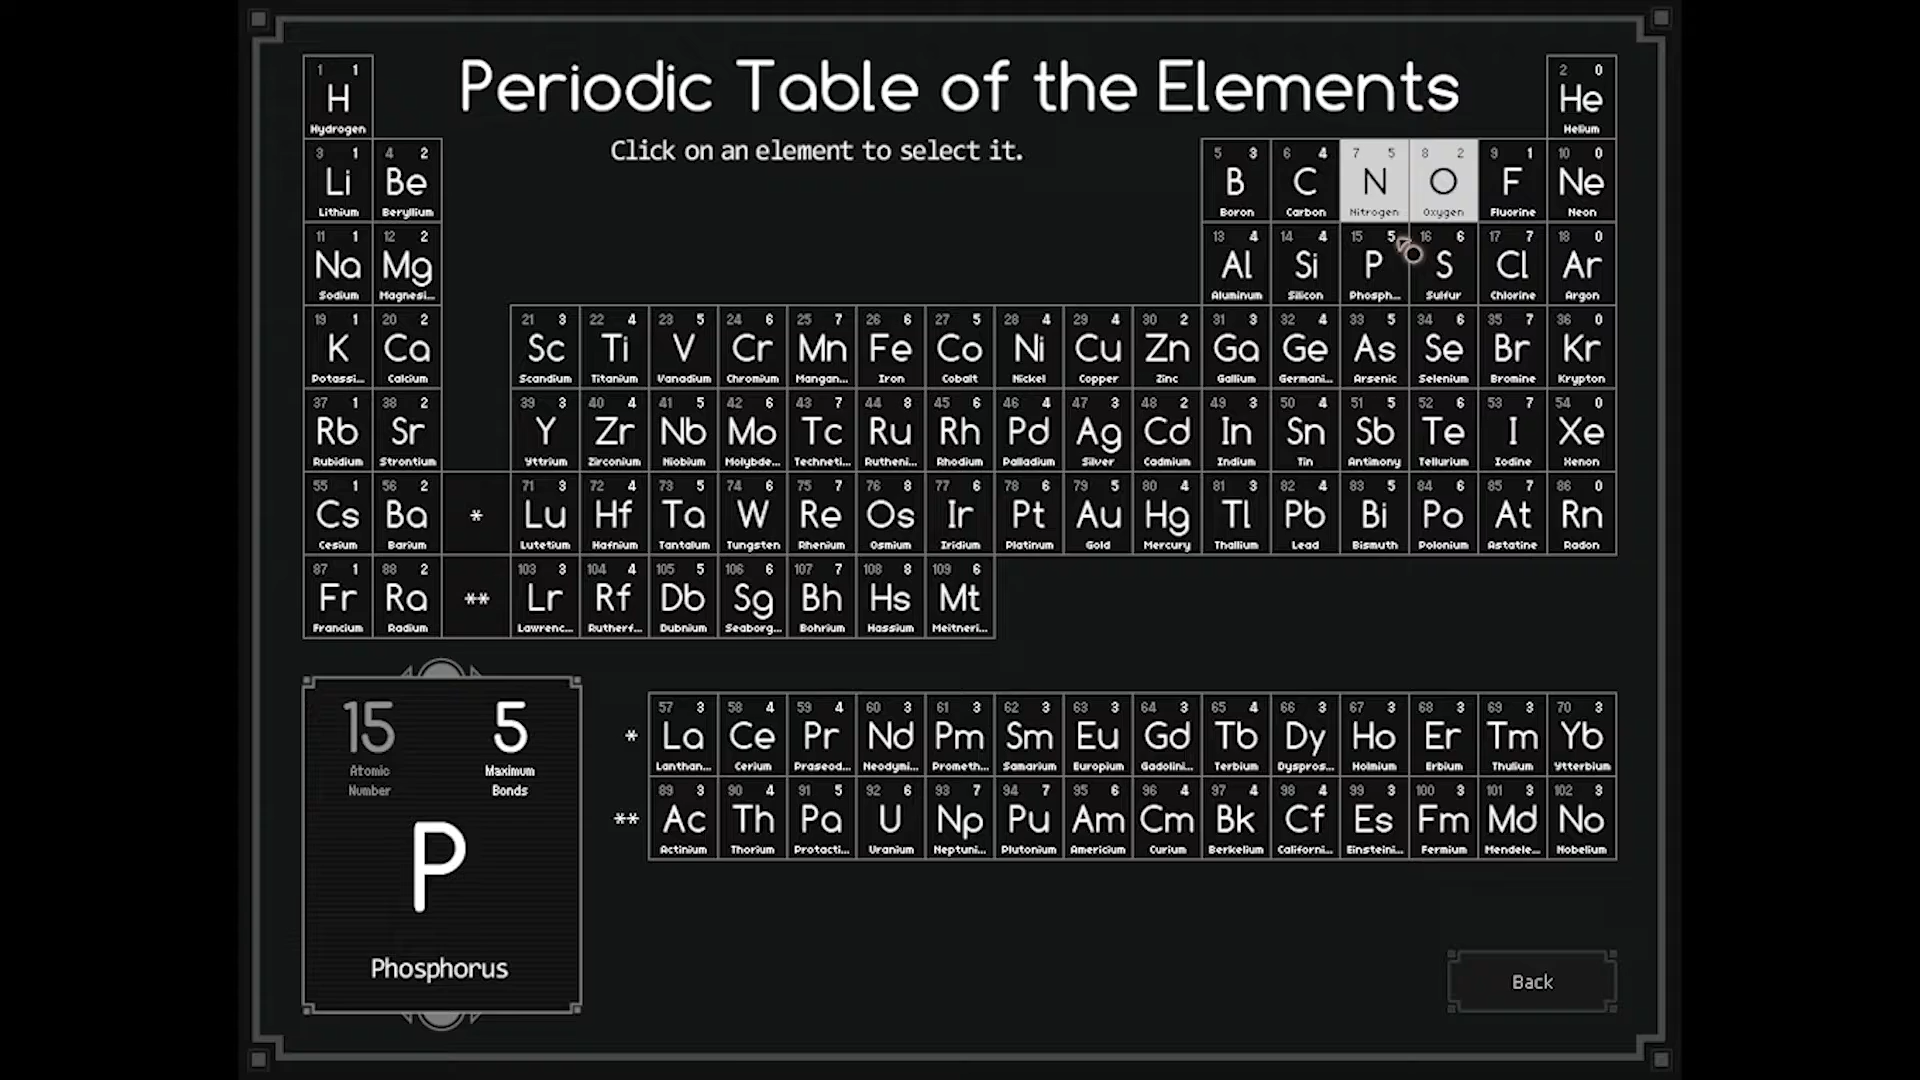 Periodic Table of the Elements
Click on an element to select it.
1 1 2 0
H He
Hydrogen Helium
3 1 4 2 5 3 6 4 7 5 8 2 9 1 10 0
Li Be B C N O F Ne
Lithium Beryllium Boron Carbon Nitrogen Oxygen Fluorine Neon
11 1 12 2 13 4 14 4 15 5 16 6 17 7 18 0
Na Mg Al Si P S Cl Ar
Sodium Magnesi... Aluminum Silicon Phosph... Sulfur Chlorine Argon
19 1 20 2 21 3 22 4 23 5 24 6 25 7 26 6 27 5 28 4 29 4 30 2 31 3 32 4 33 5 34 6 35 7 36 0
K Ca Sc Ti V Cr Mn Fe Co Ni Cu Zn Ga Ge As Se Br Kr
Potassi... Calcium Scandium Titanium Vanadium Chromium Mangan... Iron Cobalt Nickel Copper Zinc Gallium Germani... Arsenic Selenium Bromine Krypton
37 1 38 2 39 3 40 4 41 5 42 6 43 7 44 8 45 6 46 4 47 3 48 2 49 3 50 4 51 5 52 6 53 7 54 0
Rb Sr Y Zr Nb Mo Tc Ru Rh Pd Ag Cd In Sn Sb Te I Xe
Rubidium Strontium Yttrium Zirconium Niobium Molybde... Techneti... Rutheni... Rhodium Palladium Silver Cadmium Indium Tin Antimony Tellurium Iodine Xenon
55 1 56 2 71 3 72 4 73 5 74 6 75 7 76 8 77 6 78 6 79 5 80 4 81 3 82 4 83 5 84 6 85 7 86 0
Cs Ba * Lu Hf Ta W Re Os Ir Pt Au Hg Tl Pb Bi Po At Rn
Cesium Barium Lutetium Hafnium Tantalum Tungsten Rhenium Osmium Iridium Platinum Gold Mercury Thallium Lead Bismuth Polonium Astatine Radon
87 1 88 2 103 3 104 4 105 5 106 6 107 7 108 8 109 6
Fr Ra ** Lr Rf Db Sg Bh Hs Mt
Francium Radium Lawrenc... Rutherf... Dubnium Seaborg... Bohrium Hassium Meitneri...
57 3 58 4 59 4 60 3 61 3 62 3 63 3 64 3 65 4 66 3 67 3 68 3 69 3 70 3
* La Ce Pr Nd Pm Sm Eu Gd Tb Dy Ho Er Tm Yb
Lanthan... Cerium Praseod... Neodymi... Prometh... Samarium Europium Gadolini... Terbium Dyspros... Holmium Erbium Thulium Ytterbium
89 3 90 4 91 5 92 6 93 7 94 7 95 6 96 4 97 4 98 4 99 3 100 3 101 3 102 3
** Ac Th Pa U Np Pu Am Cm Bk Cf Es Fm Md No
Actinium Thorium Protacti... Uranium Neptuni... Plutonium Americium Curium Berkelium Californi... Einsteini... Fermium Mendele... Nobelium
15 5
Atomic Maximum
Number Bonds
P
Phosphorus
Back